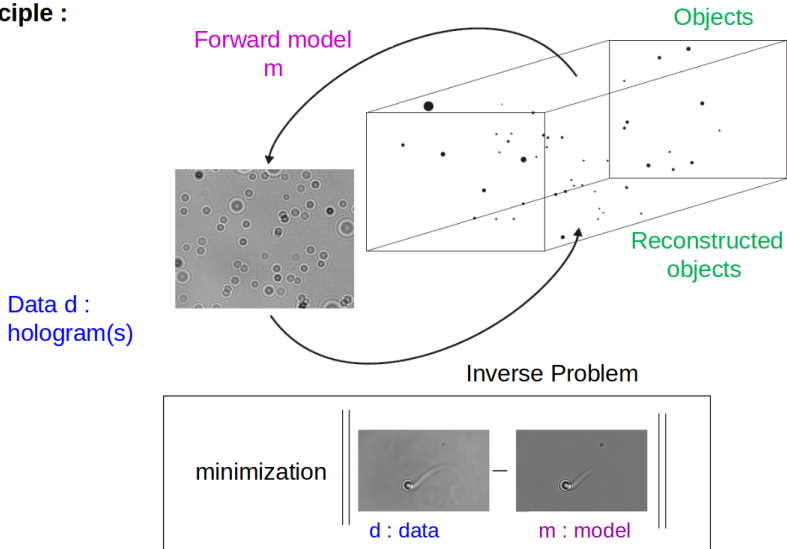 ciple :
Objects
Forward model
m
Reconstructed
objects
Data d :
hologram(s)
Inverse Problem
minimization
–
d : data
m : model